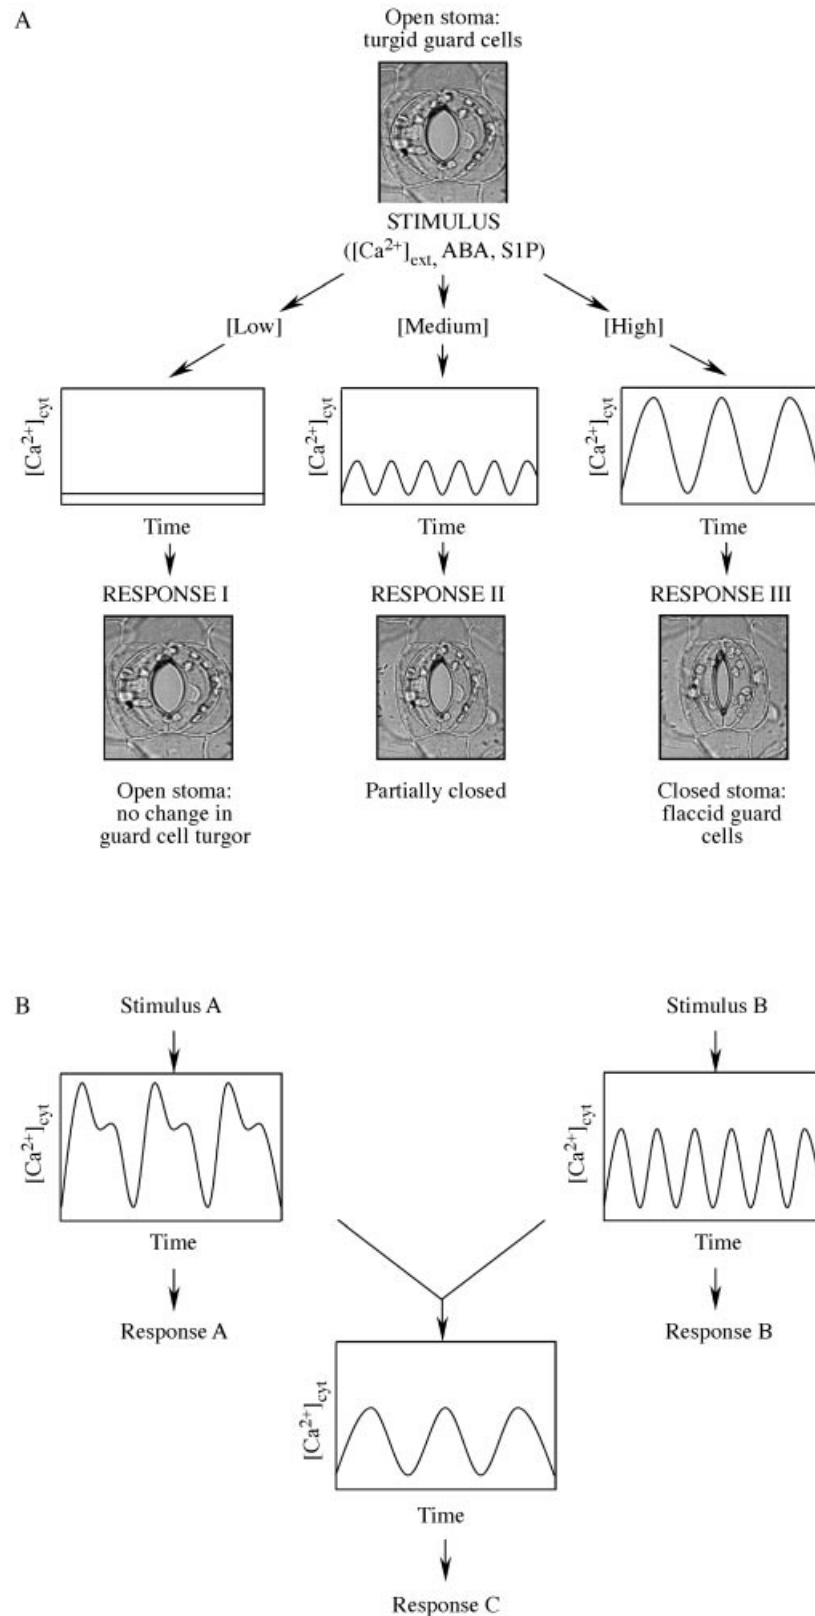 A
Open stoma:
turgid guard cells
STIMULUS
([Ca²⁺]ext, ABA, S1P)
[Low]
[Medium]
[High]
[Ca²⁺]cyt
[Ca²⁺]cyt
[Ca²⁺]cyt
Time
Time
Time
RESPONSE I
RESPONSE II
RESPONSE III
Open stoma:
no change in
guard cell turgor
Partially closed
Closed stoma:
flaccid guard
cells
B
Stimulus A
Stimulus B
[Ca²⁺]cyt
[Ca²⁺]cyt
Time
Time
Response A
Response B
[Ca²⁺]cyt
Time
Response C